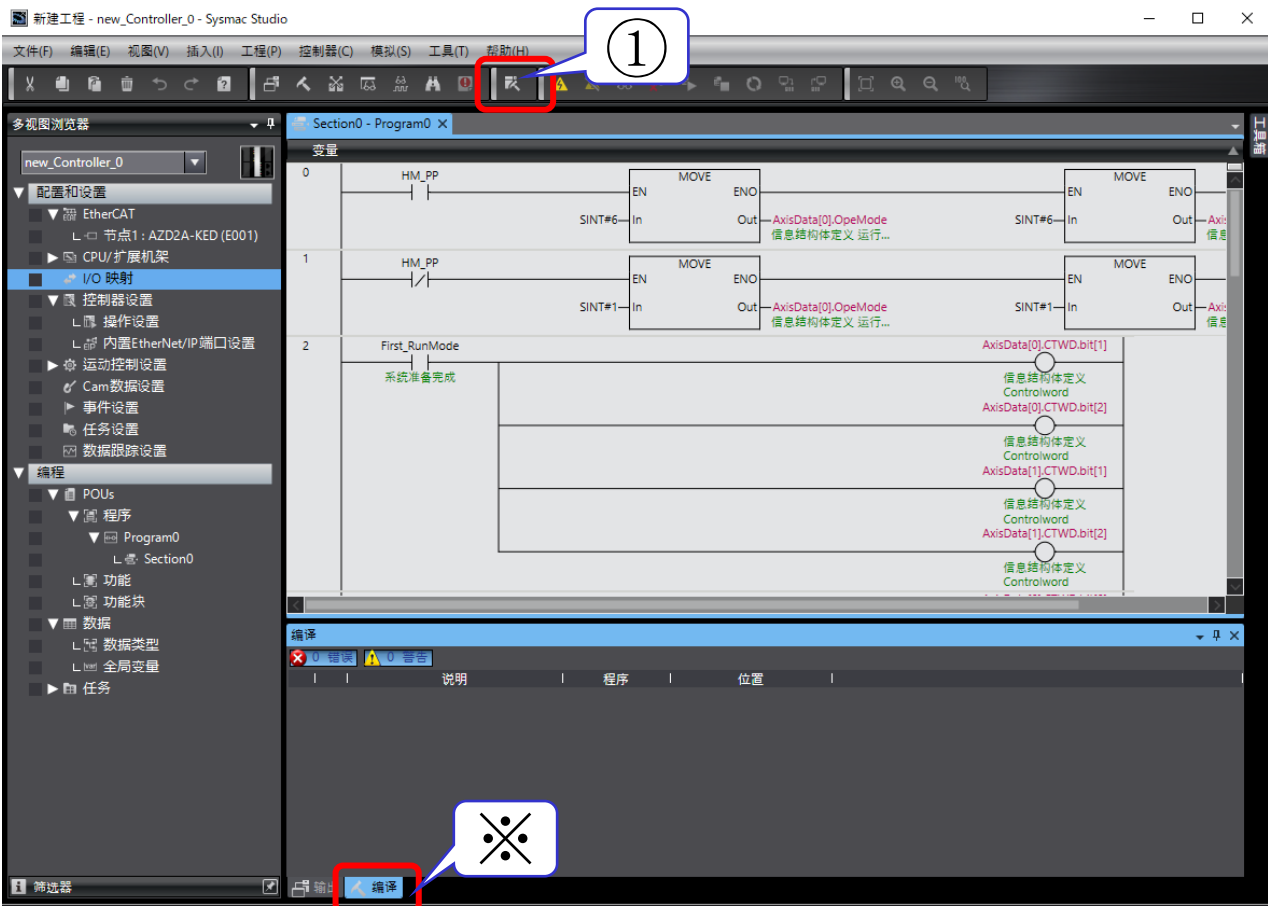 新建工程 - new_Controller_0 - Sysmac Studio
文件(F) 编辑(E) 视图(V) 插入(I) 工程(P) 控制器(C) 模拟(S) 工具(T) 帮助(H)
①
多视图浏览器
Section0 - Program0
工具箱
new_Controller_0
变量
配置和设置
EtherCAT
节点1 : AZD2A-KED (E001)
CPU/扩展机架
I/O 映射
控制器设置
操作设置
内置EtherNet/IP端口设置
运动控制设置
Cam数据设置
事件设置
任务设置
数据跟踪设置
编程
POUs
程序
Program0
Section0
功能
功能块
数据
数据类型
全局变量
任务
筛选器
0
HM_PP
MOVE
MOVE
EN ENO
EN ENO
SINT#6 In Out AxisData[0].OpeMode
SINT#6 In Out
信息结构体定义 运行...
1
HM_PP
MOVE
MOVE
EN ENO
EN ENO
SINT#1 In Out AxisData[0].OpeMode
SINT#1 In Out
信息结构体定义 运行...
2
First_RunMode
系统准备完成
AxisData[0].CTWD.bit[1]
信息结构体定义
Controlword
AxisData[0].CTWD.bit[2]
信息结构体定义
Controlword
AxisData[1].CTWD.bit[1]
信息结构体定义
Controlword
AxisData[1].CTWD.bit[2]
信息结构体定义
Controlword
编译
0 错误 0 警告
说明 程序 位置
※
编译